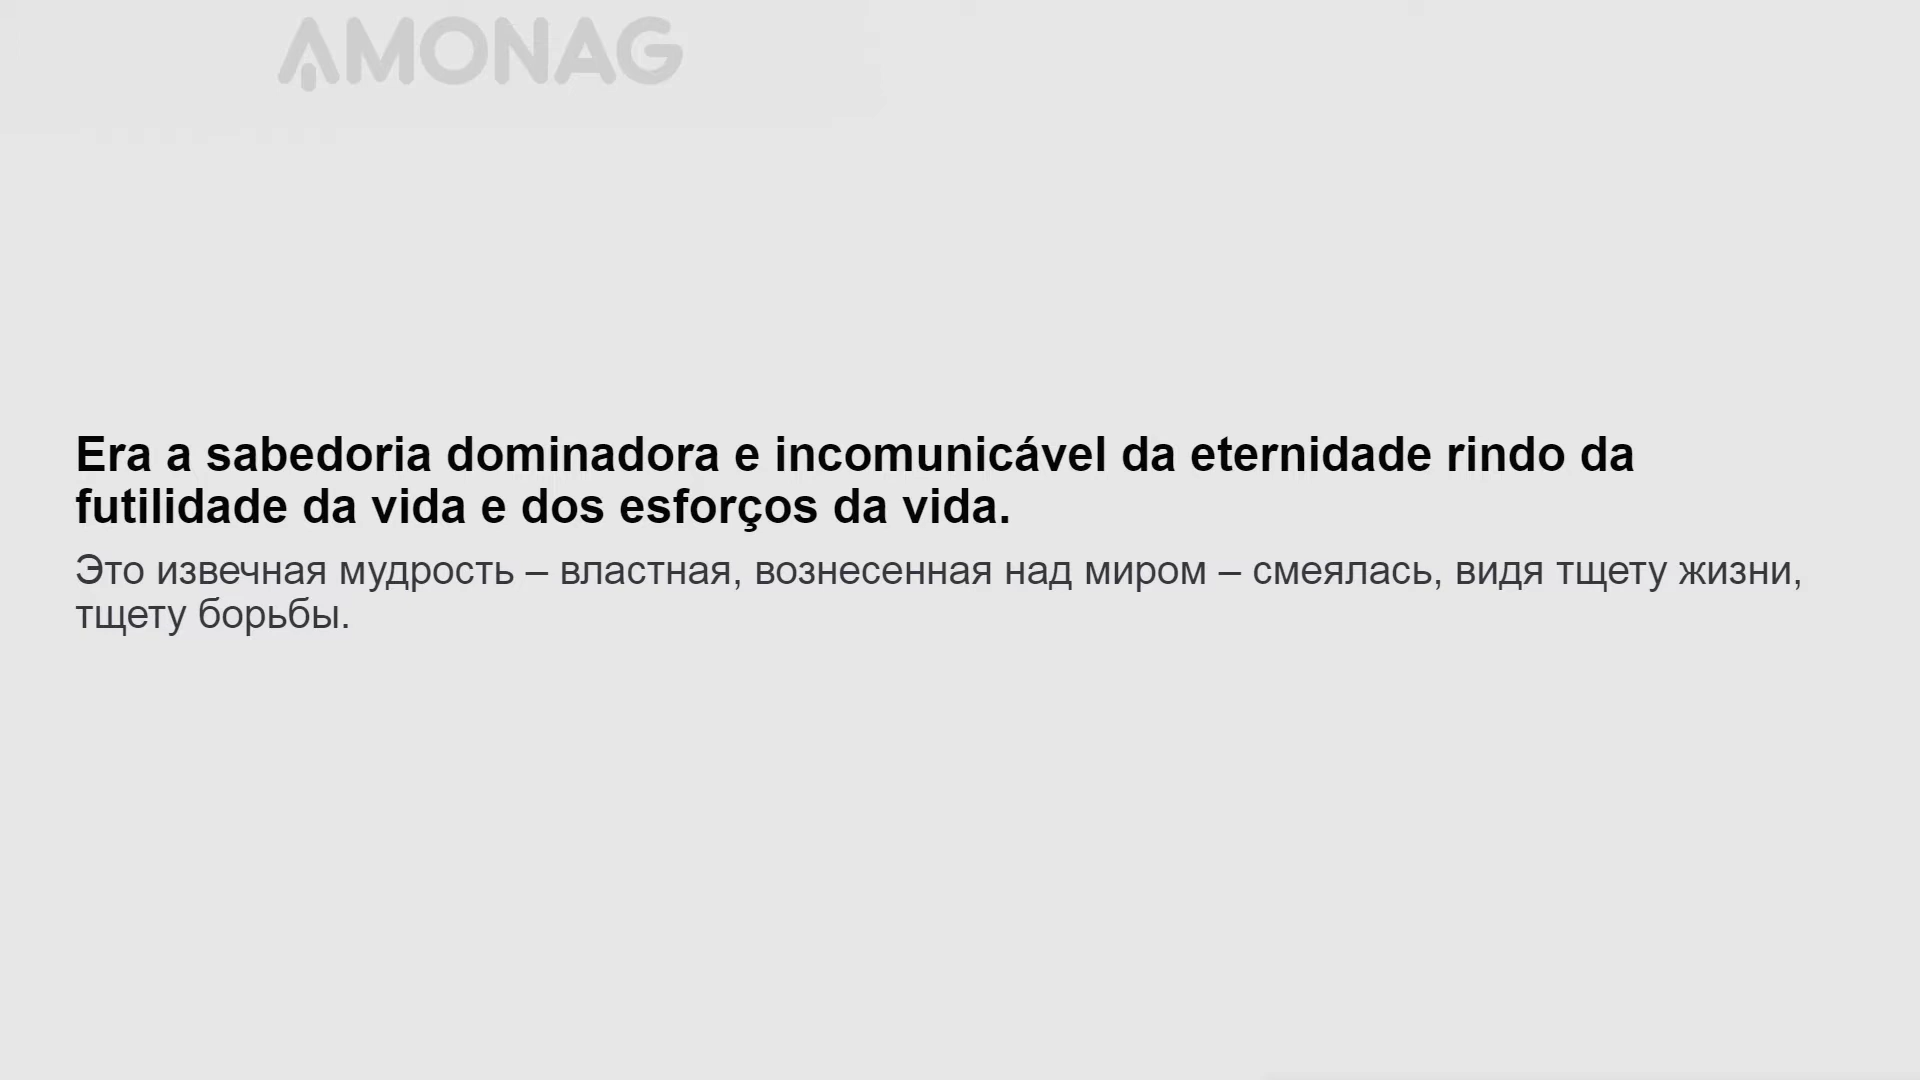 AMONAG
Era a sabedoria dominadora e incomunicável da eternidade rindo da
futilidade da vida e dos esforços da vida.
Это извечная мудрость – властная, вознесенная над миром – смеялась, видя тщету жизни,
тщету борьбы.